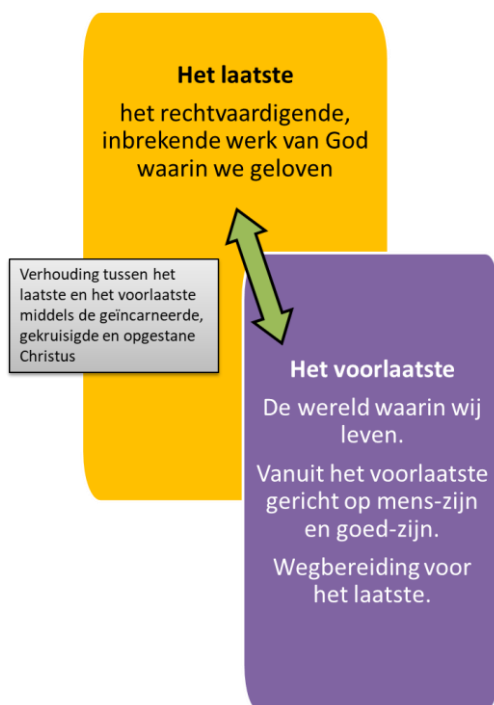 Het laatste
het rechtvaardigende,
inbrekende werk van God
waarin we geloven
Verhouding tussen het
laatste en het voorlaatste
middels de geïncarneerde,
gekruisigde en opgestane
Christus
Het voorlaatste
De wereld waarin wij
leven.
Vanuit het voorlaatste
gericht op mens-zijn
en goed-zijn.
Wegbereiding voor
het laatste.